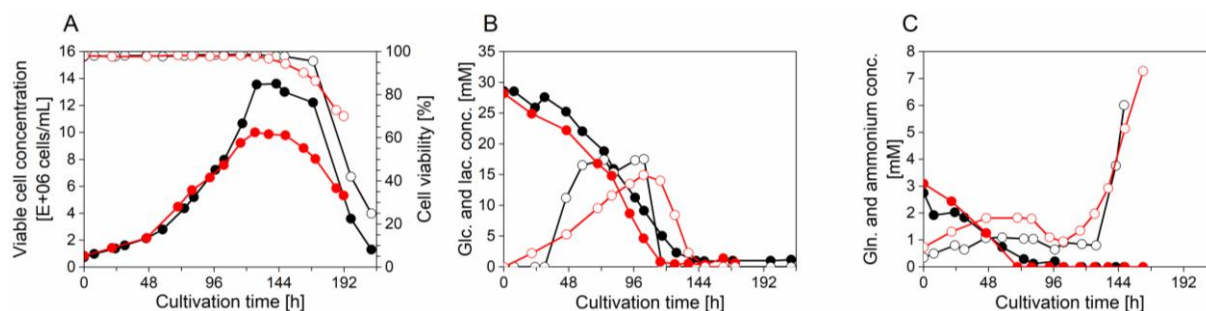 A
Viable cell concentration
[E+06 cells/mL]
16
14
12
10
8
6
4
2
0
100
80
60
40
20
0
Cell viability [%]
0 48 96 144 192
Cultivation time [h]
B
Glc. and lac. conc. [mM]
35
30
25
20
15
10
5
0
0 48 96 144 192
Cultivation time [h]
C
Gln. and ammonium conc.
[mM]
8
7
6
5
4
3
2
1
0
0 48 96 144 192
Cultivation time [h]